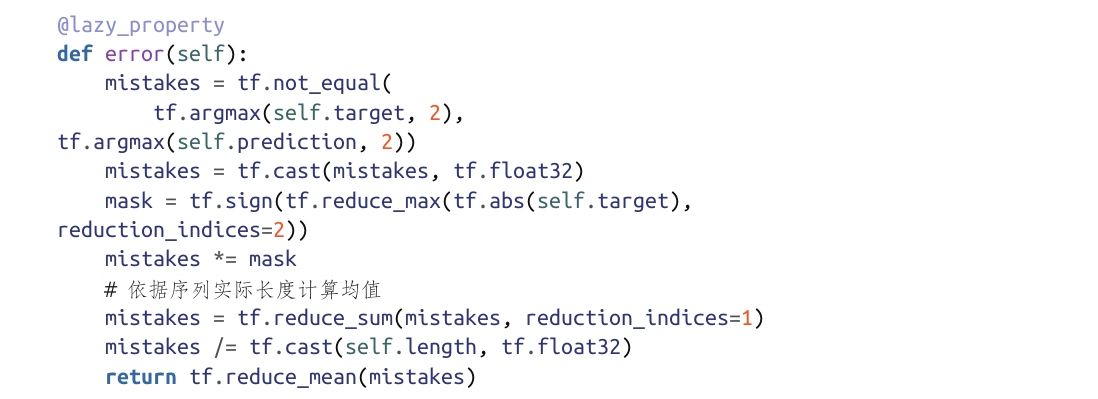 @lazy_property
def error(self):
    mistakes = tf.not_equal(
        tf.argmax(self.target, 2),
tf.argmax(self.prediction, 2))
    mistakes = tf.cast(mistakes, tf.float32)
    mask = tf.sign(tf.reduce_max(tf.abs(self.target),
reduction_indices=2))
    mistakes *= mask
    # 依据序列实际长度计算均值
    mistakes = tf.reduce_sum(mistakes, reduction_indices=1)
    mistakes /= tf.cast(self.length, tf.float32)
    return tf.reduce_mean(mistakes)